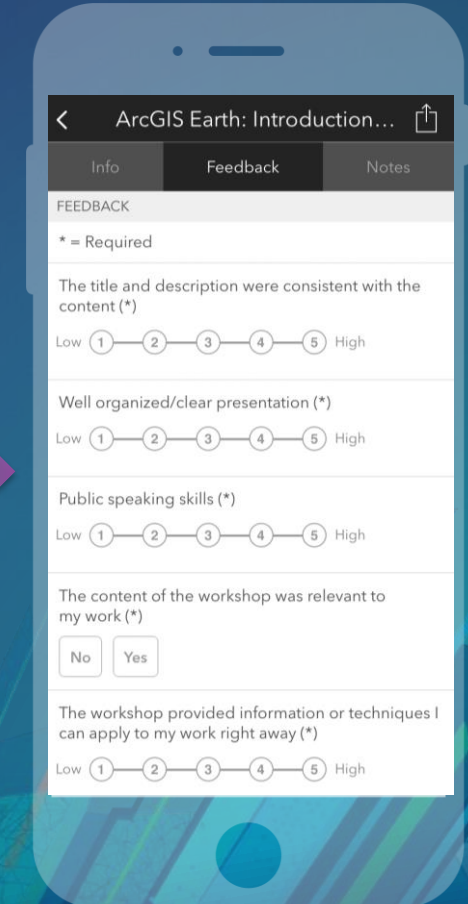 ArcGIS Earth: Introduction...
Info Feedback Notes
FEEDBACK
* = Required
The title and description were consistent with the
content (*)
Low 1 2 3 4 5 High
Well organized/clear presentation (*)
Low 1 2 3 4 5 High
Public speaking skills (*)
Low 1 2 3 4 5 High
The content of the workshop was relevant to
my work (*)
No Yes
The workshop provided information or techniques I
can apply to my work right away (*)
Low 1 2 3 4 5 High